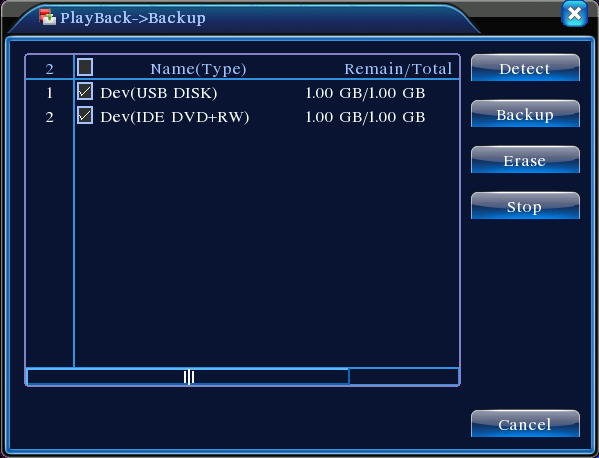 PlayBack->Backup
2 Name(Type) Remain/Total
1 Dev(USB DISK) 1.00 GB/1.00 GB
2 Dev(IDE DVD+RW) 1.00 GB/1.00 GB
Detect
Backup
Erase
Stop
Cancel